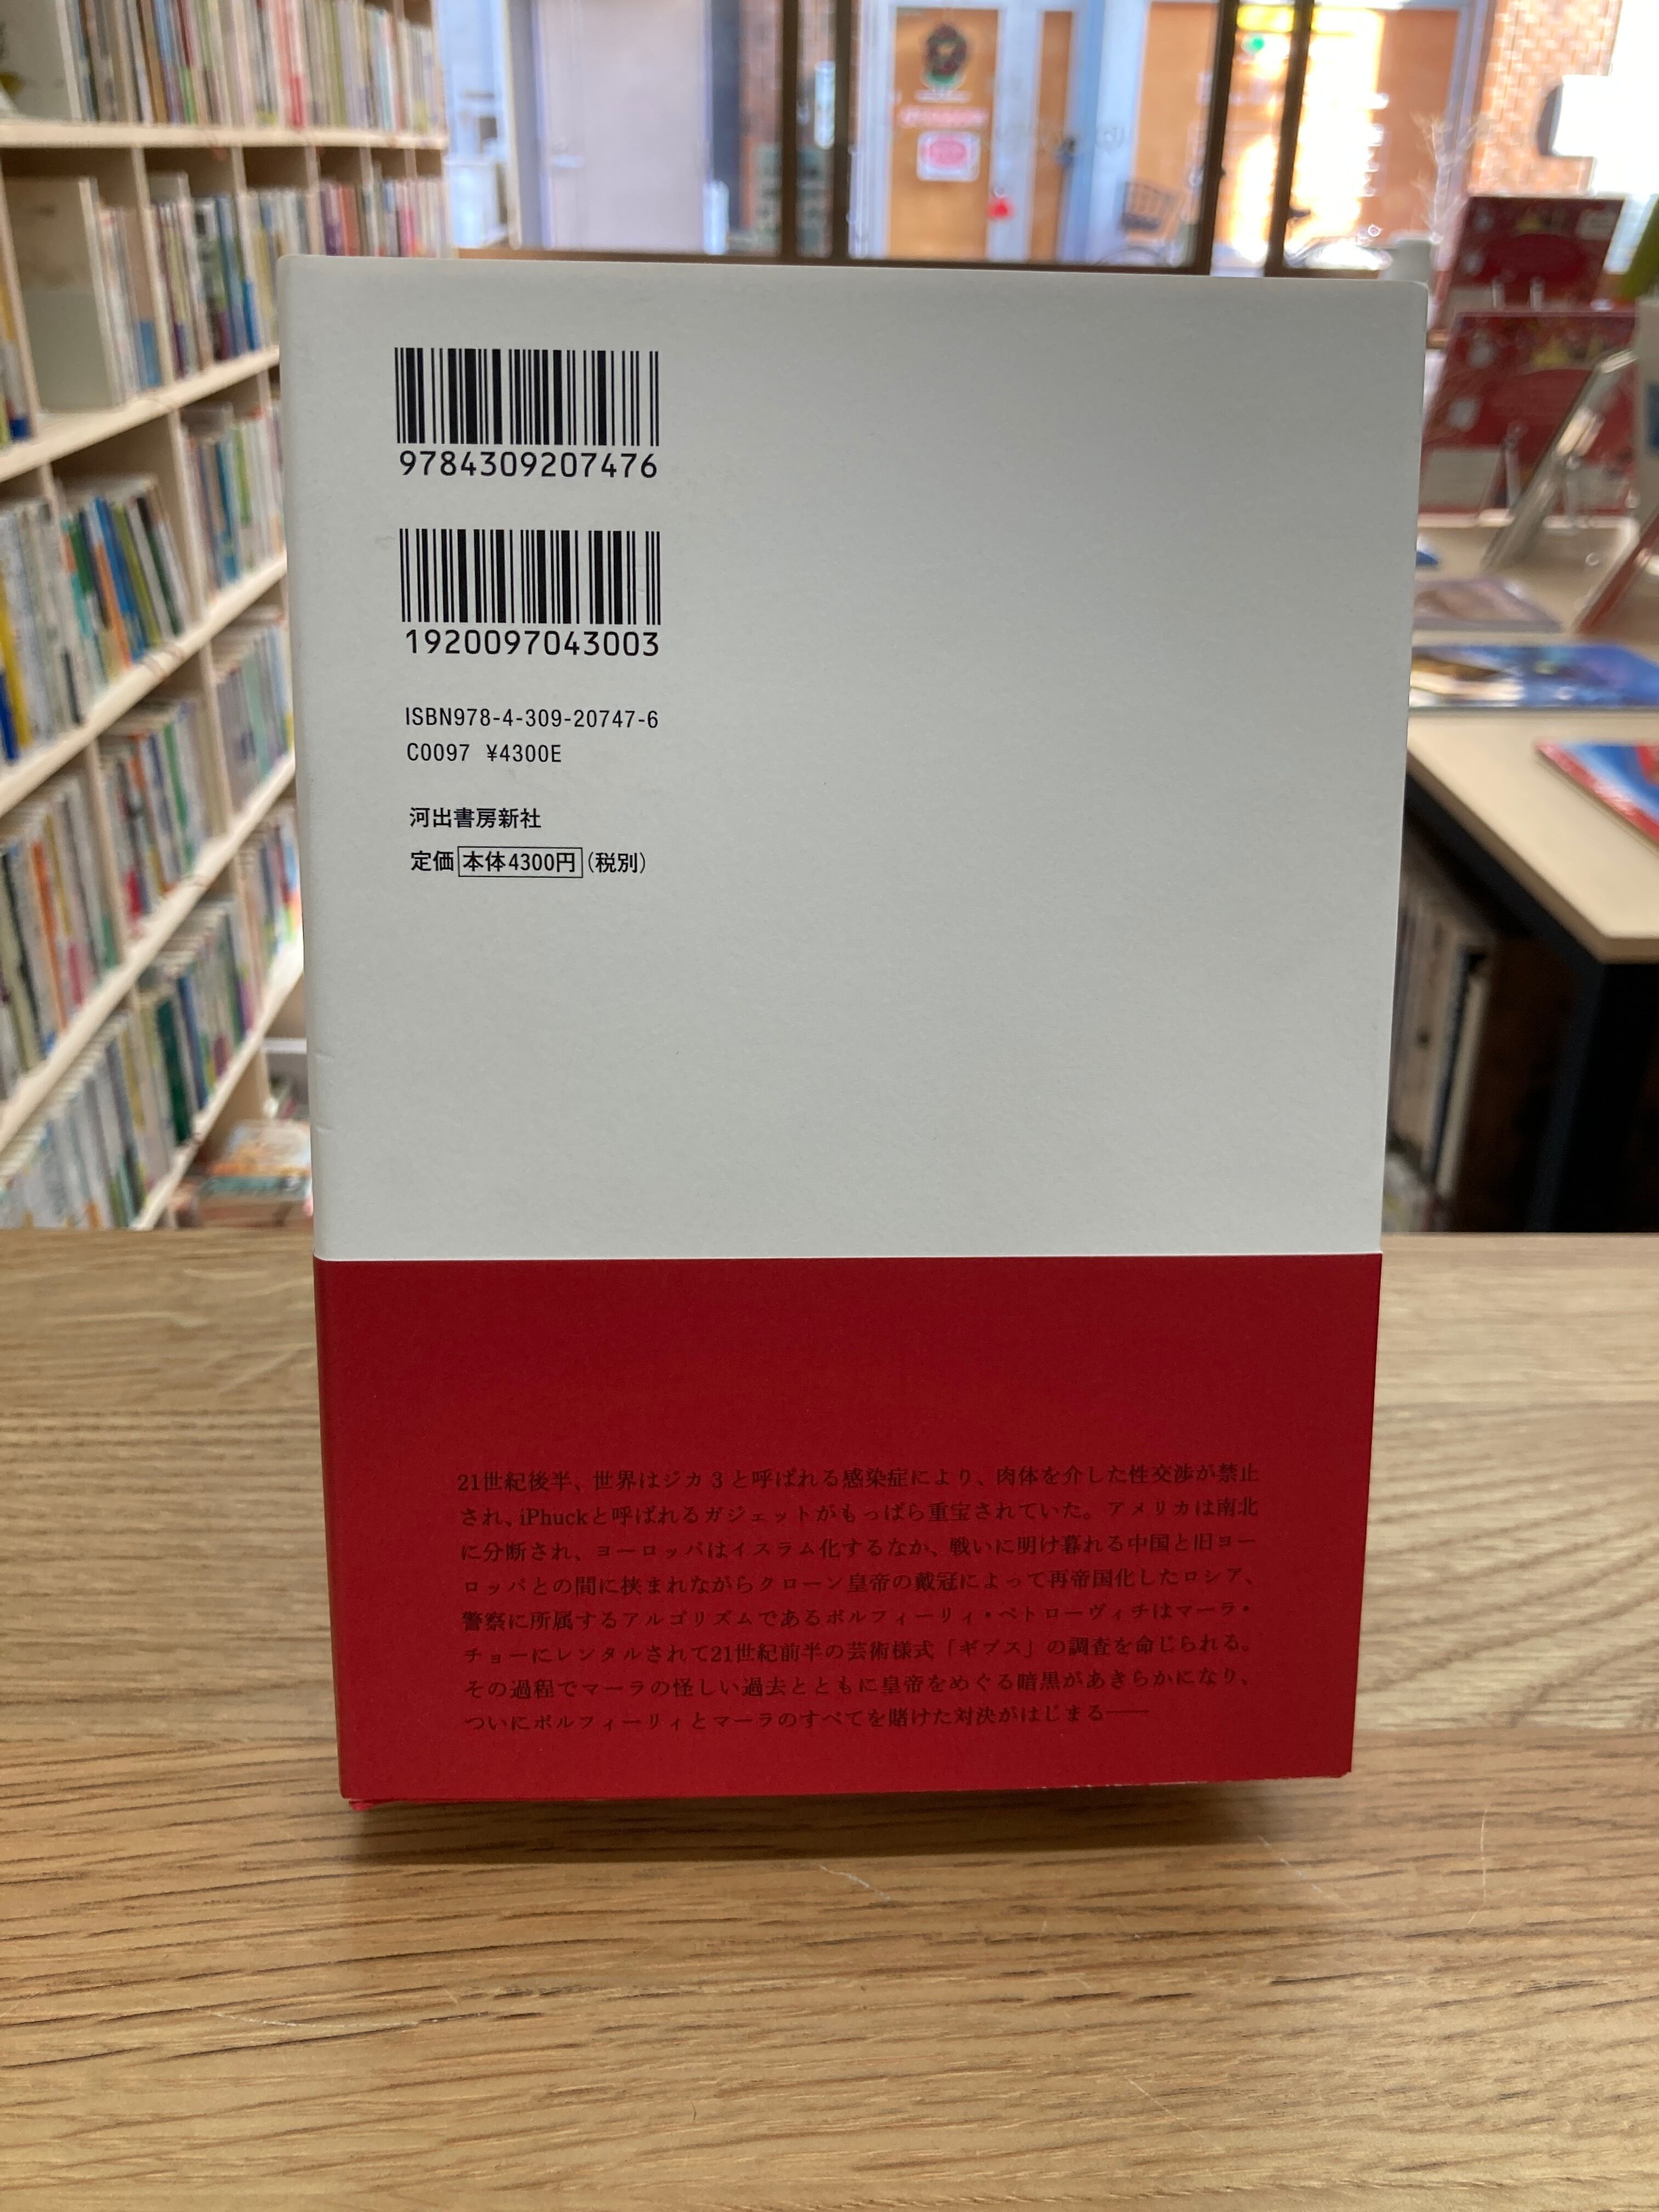 9784309207476
1920097043003
ISBN978-4-309-20747-6
C0097 ¥4300E
河出書房新社
定価 本体4300円 (税別)
21世紀後半、世界はジカ3と呼ばれる感染症により、肉体を介した性交渉が禁止
され、iPhuckと呼ばれるガジェットがもっぱら重宝されていた。アメリカは南北
に分断され、ヨーロッパはイスラム化するなか、戦いに明け暮れる中国と旧ヨー
ロッパとの間に挟まれながらクローン皇帝の戴冠によって再帝国化したロシア、
警察に所属するアルゴリズムであるポルフィーリィ・ペトローヴィチはマーラ・
チョーにレンタルされて21世紀前半の芸術様式「ギプス」の調査を命じられる。
その過程でマーラの怪しい過去とともに皇帝をめぐる暗黒があきらかになり、
ついにポルフィーリィとマーラのすべてを賭けた対決がはじまる——